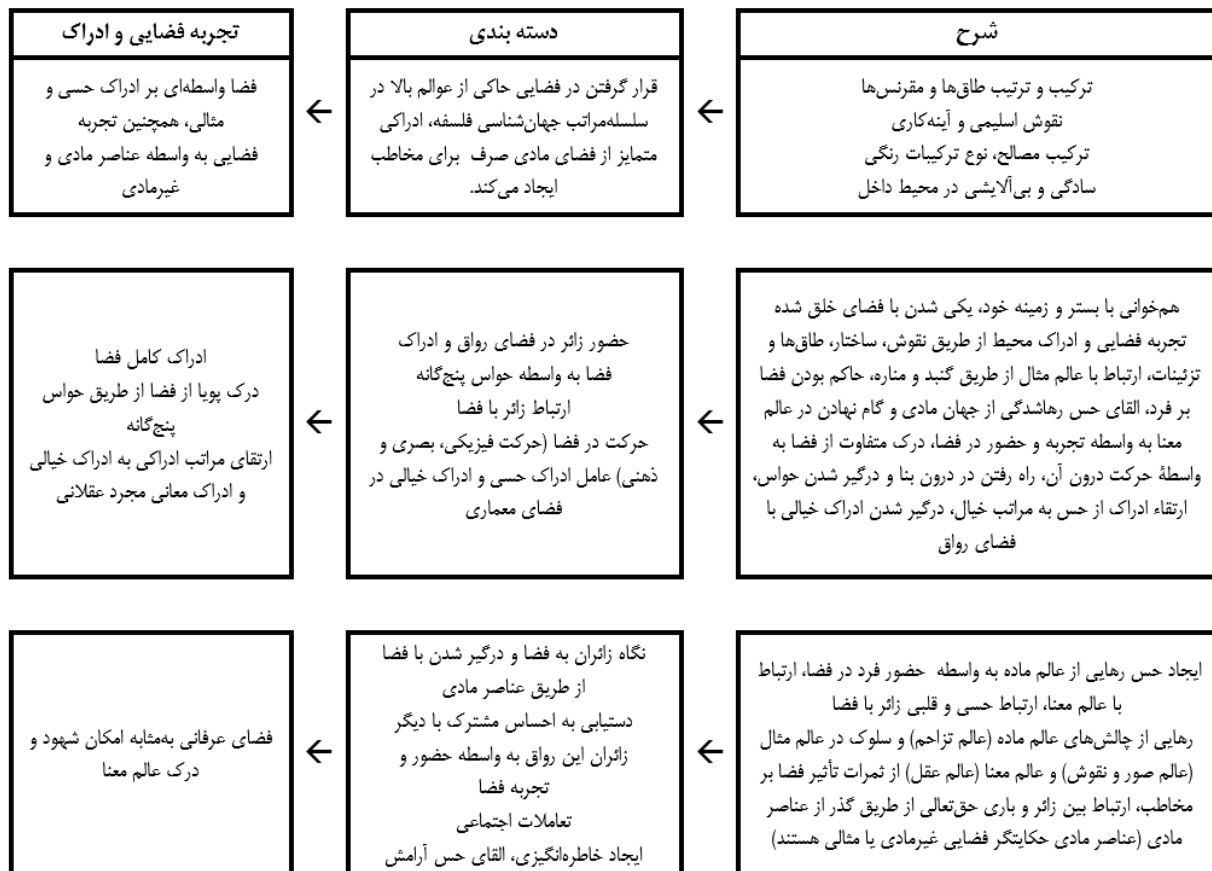 شرح
دسته بندی
تجربه فضایی و ادراک
ترکیب و ترتیب طاق‌ها و مقرنس‌ها
نقوش اسلیمی و آینه‌کاری
ترکیب مصالح، نوع ترکیبات رنگی
سادگی و بی‌آلایشی در محیط داخل
←
قرار گرفتن در فضایی حاکی از عوالم بالا در
سلسله‌مراتب جهان‌شناسی فلسفه، ادراکی
متمایز از فضای مادی صرف برای مخاطب
ایجاد می‌کند.
←
فضا واسطه‌ای بر ادراک حسی و
مثالی، همچنین تجربه
فضایی به واسطه عناصر مادی و
غیرمادی
هم‌خوانی با بستر و زمینه خود، یکی شدن با فضای خلق شده
تجربه فضایی و ادراک محیط از طریق نقوش، ساختار، طاق‌ها و
تزئینات، ارتباط با عالم مثال از طریق گنبد و مناره، حاکم بودن فضا
بر فرد، القای حس رهاشدگی از جهان مادی و گام نهادن در عالم
معنا به واسطه تجربه و حضور در فضا، درک متفاوت از فضا به
واسطهٔ حرکت درون آن، راه رفتن در درون بنا و درگیر شدن حواس،
ارتقاء ادراک از حس به مراتب خیال، درگیر شدن ادراک خیالی با
فضای رواق
←
حضور زائر در فضای رواق و ادراک
فضا به واسطه حواس پنج‌گانه
ارتباط زائر با فضا
حرکت در فضا (حرکت فیزیکی، بصری و
ذهنی) عامل ادراک حسی و ادراک خیالی در
فضای معماری
←
ادراک کامل فضا
درک پویا از فضا از طریق حواس
پنج‌گانه
ارتقای مراتب ادراکی به ادراک خیالی
و ادراک معانی مجرد عقلانی
ایجاد حس رهایی از عالم ماده به واسطه حضور فرد در فضا، ارتباط
با عالم معنا، ارتباط حسی و قلبی زائر با فضا
رهایی از چالش‌های عالم ماده (عالم تزاحم) و سلوک در عالم مثال
(عالم صور و نقوش) و عالم معنا (عالم عقل) از ثمرات تأثیر فضا بر
مخاطب، ارتباط بین زائر و باری حق‌تعالی از طریق گذر از عناصر
مادی (عناصر مادی حکایتگر فضایی غیرمادی یا مثالی هستند)
←
نگاه زائران به فضا و درگیر شدن با فضا
از طریق عناصر مادی
دستیابی به احساس مشترک با دیگر
زائران این رواق به واسطه حضور و
تجربه فضا
تعاملات اجتماعی
ایجاد خاطره‌انگیزی، القای حس آرامش
←
فضای عرفانی به‌مثابه امکان شهود و
درک عالم معنا